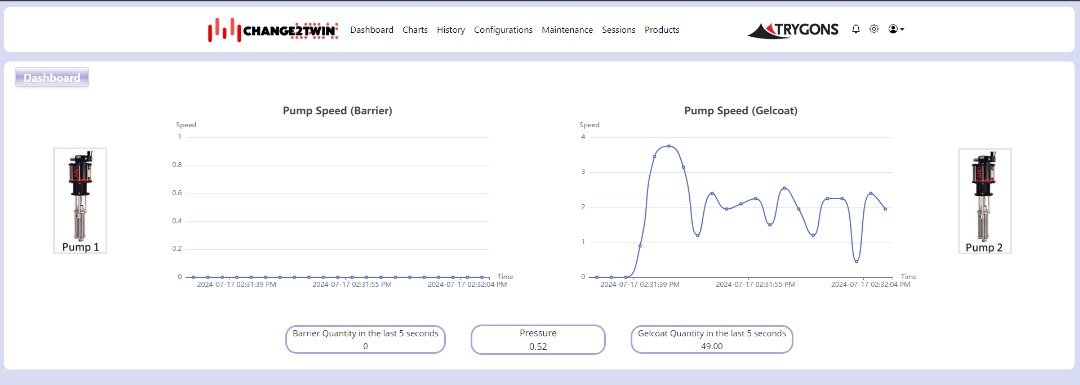 CHANGE2TWIN Dashboard Charts History Configurations Maintenance Sessions Products TRYGONS
Dashboard
Pump Speed (Barrier)
Speed
1
0.8
0.6
0.4
0.2
0
Time
2024-07-17 02:31:39 PM 2024-07-17 02:31:55 PM 2024-07-17 02:32:04 PM
Pump 1
Pump Speed (Gelcoat)
Speed
4
3
2
1
0
Time
2024-07-17 02:31:39 PM 2024-07-17 02:31:55 PM 2024-07-17 02:32:04 PM
Pump 2
Barrier Quantity in the last 5 seconds
0
Pressure
0.52
Gelcoat Quantity in the last 5 seconds
49.00